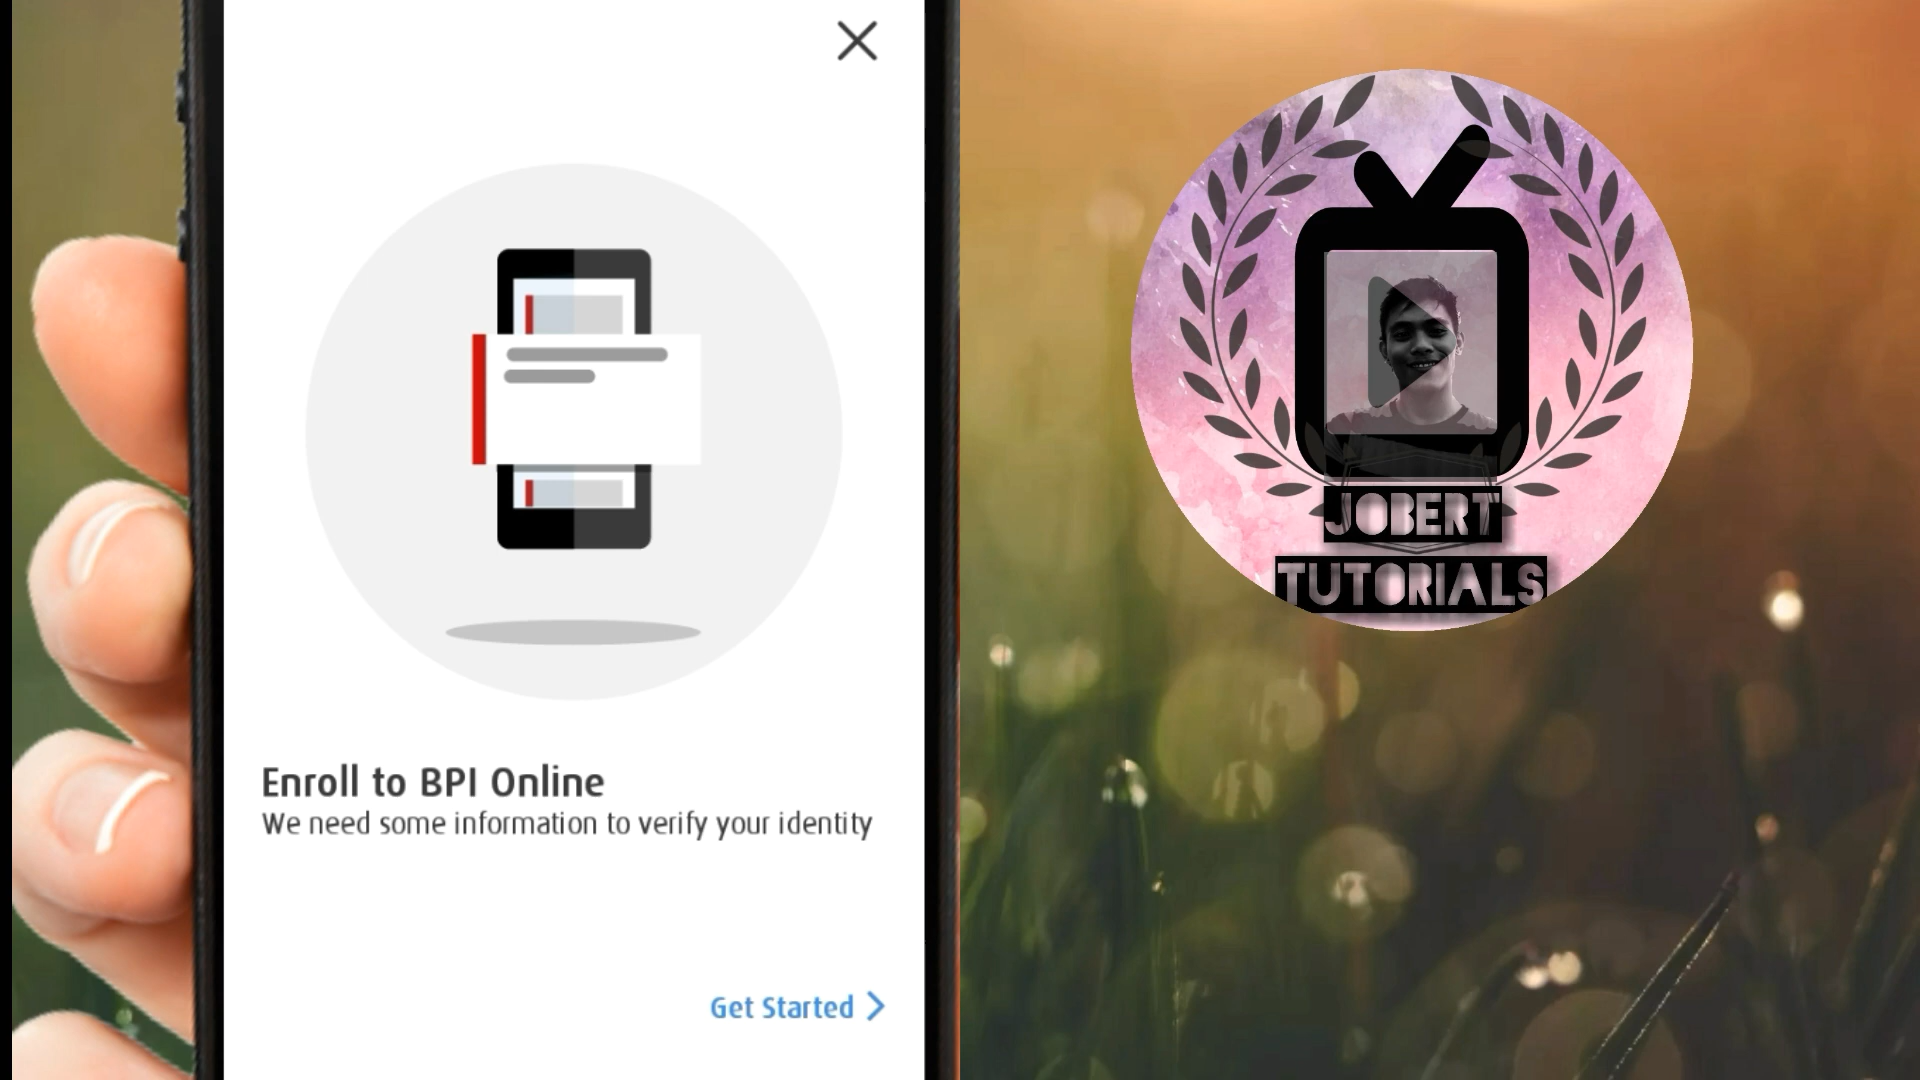 Enroll to BPI Online
We need some information to verify your identity
Get Started
JOBERT
TUTORIALS